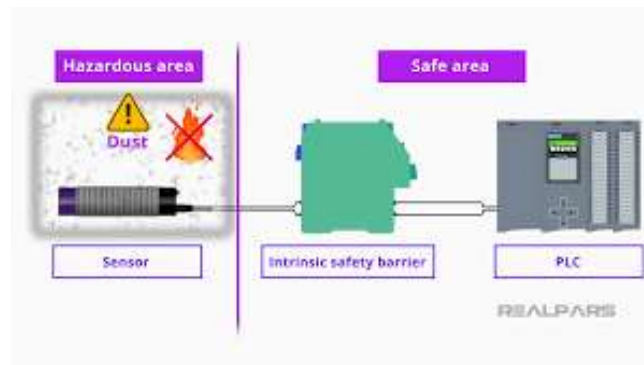 Hazardous area
Safe area
Dust
Sensor
Intrinsic safety barrier
PLC
REALPARS